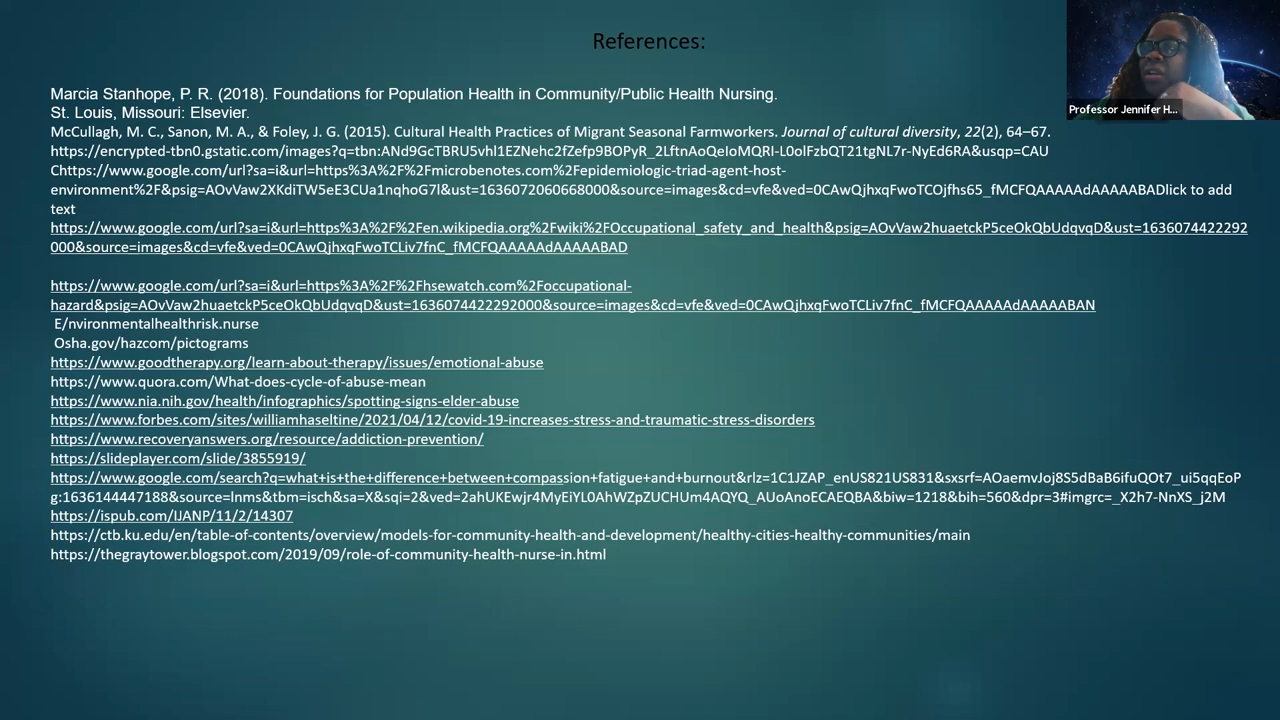 References:
Professor Jennifer H...
Marcia Stanhope, P. R. (2018). Foundations for Population Health in Community/Public Health Nursing.
St. Louis, Missouri: Elsevier.
McCullagh, M. C., Sanon, M. A., & Foley, J. G. (2015). Cultural Health Practices of Migrant Seasonal Farmworkers. Journal of cultural diversity, 22(2), 64–67.
https://encrypted-tbn0.gstatic.com/images?q=tbn:ANd9GcTBRU5vhl1EZNehc2fZefp9BOPyR_2LftnAoQeIoMQRI-L0olFzbQT21tgNL7r-NyEd6RA&usqp=CAU
Chttps://www.google.com/url?sa=i&url=https%3A%2F%2Fmicrobenotes.com%2Fepidemiologic-triad-agent-host-
environment%2F&psig=AOvVaw2XKdiTW5eE3CUa1nqhoG7l&ust=1636072060668000&source=images&cd=vfe&ved=0CAwQjhxqFwoTCOjfhs65_fMCFQAAAAAdAAAAABADlick to add
text
https://www.google.com/url?sa=i&url=https%3A%2F%2Fen.wikipedia.org%2Fwiki%2FOccupational_safety_and_health&psig=AOvVaw2huaetckP5ceOkQbUdqvqD&ust=1636074422292
000&source=images&cd=vfe&ved=0CAwQjhxqFwoTCLiv7fnC_fMCFQAAAAAdAAAAABAD
https://www.google.com/url?sa=i&url=https%3A%2F%2Fhsewatch.com%2Foccupational-
hazard&psig=AOvVaw2huaetckP5ceOkQbUdqvqD&ust=1636074422292000&source=images&cd=vfe&ved=0CAwQjhxqFwoTCLiv7fnC_fMCFQAAAAAdAAAAABAN
E/nvironmentalhealthrisk.nurse
Osha.gov/hazcom/pictograms
https://www.goodtherapy.org/learn-about-therapy/issues/emotional-abuse
https://www.quora.com/What-does-cycle-of-abuse-mean
https://www.nia.nih.gov/health/infographics/spotting-signs-elder-abuse
https://www.forbes.com/sites/williamhaseltine/2021/04/12/covid-19-increases-stress-and-traumatic-stress-disorders
https://www.recoveryanswers.org/resource/addiction-prevention/
https://slideplayer.com/slide/3855919/
https://www.google.com/search?q=what+is+the+difference+between+compassion+fatigue+and+burnout&rlz=1C1JZAP_enUS821US831&sxsrf=AOaemvJoj8S5dBaB6ifuQOt7_ui5qqEoP
g:1636144447188&source=lnms&tbm=isch&sa=X&sqi=2&ved=2ahUKEwjr4MyEiYL0AhWZpZUCHUm4AQYQ_AUoAnoECAEQBA&biw=1218&bih=560&dpr=3#imgrc=_X2h7-NnXS_j2M
https://ispub.com/IJANP/11/2/14307
https://ctb.ku.edu/en/table-of-contents/overview/models-for-community-health-and-development/healthy-cities-healthy-communities/main
https://thegraytower.blogspot.com/2019/09/role-of-community-health-nurse-in.html